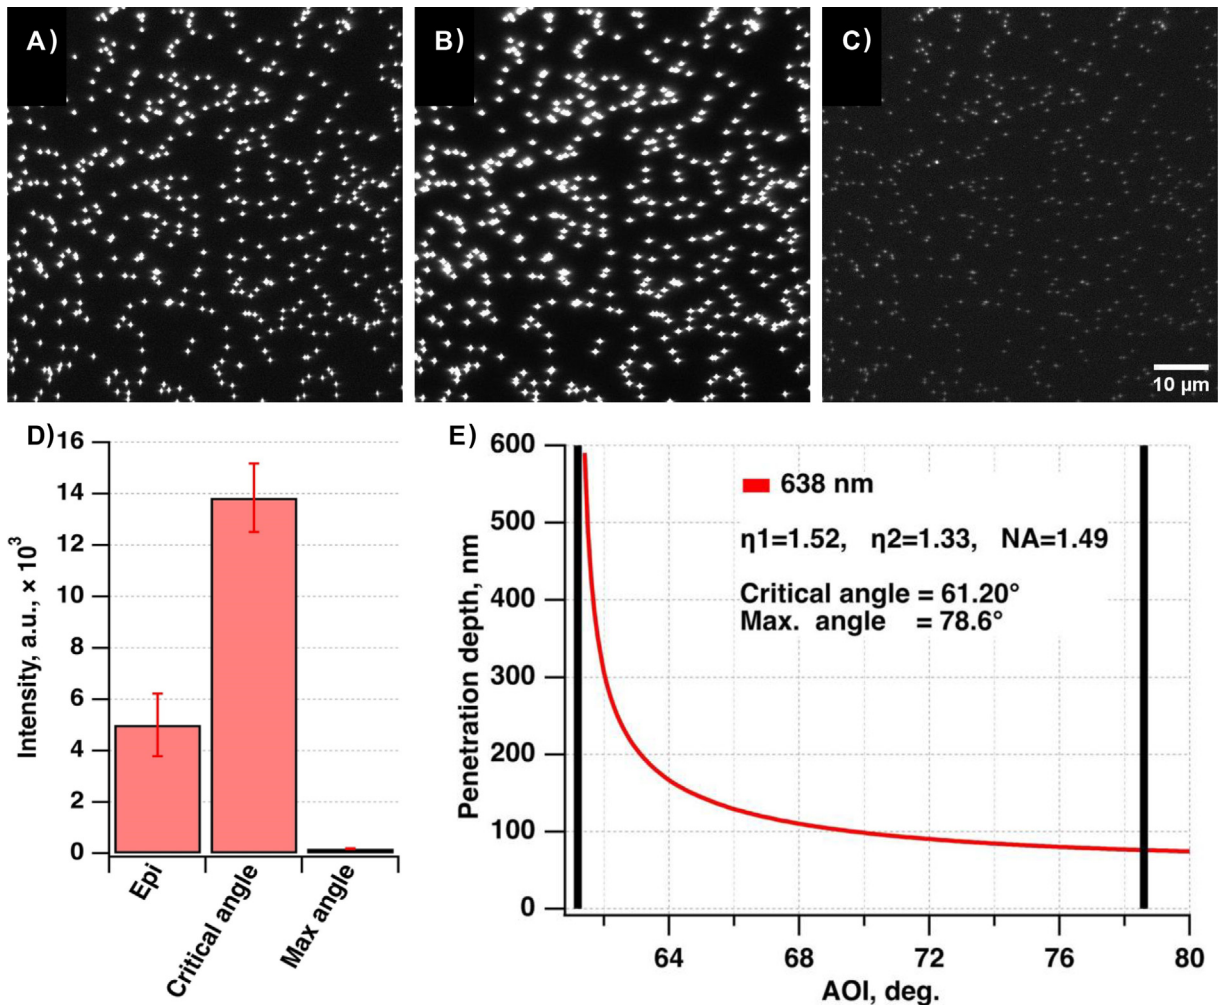 A)
B)
C)
10 µm
D)
16
14
12
10
8
6
4
2
0
Intensity, a.u., × 10³
Epi
Critical angle
Max angle
E)
600
500
400
300
200
100
0
Penetration depth, nm
638 nm
η1=1.52, η2=1.33, NA=1.49
Critical angle = 61.20°
Max. angle = 78.6°
64 68 72 76 80
AOI, deg.